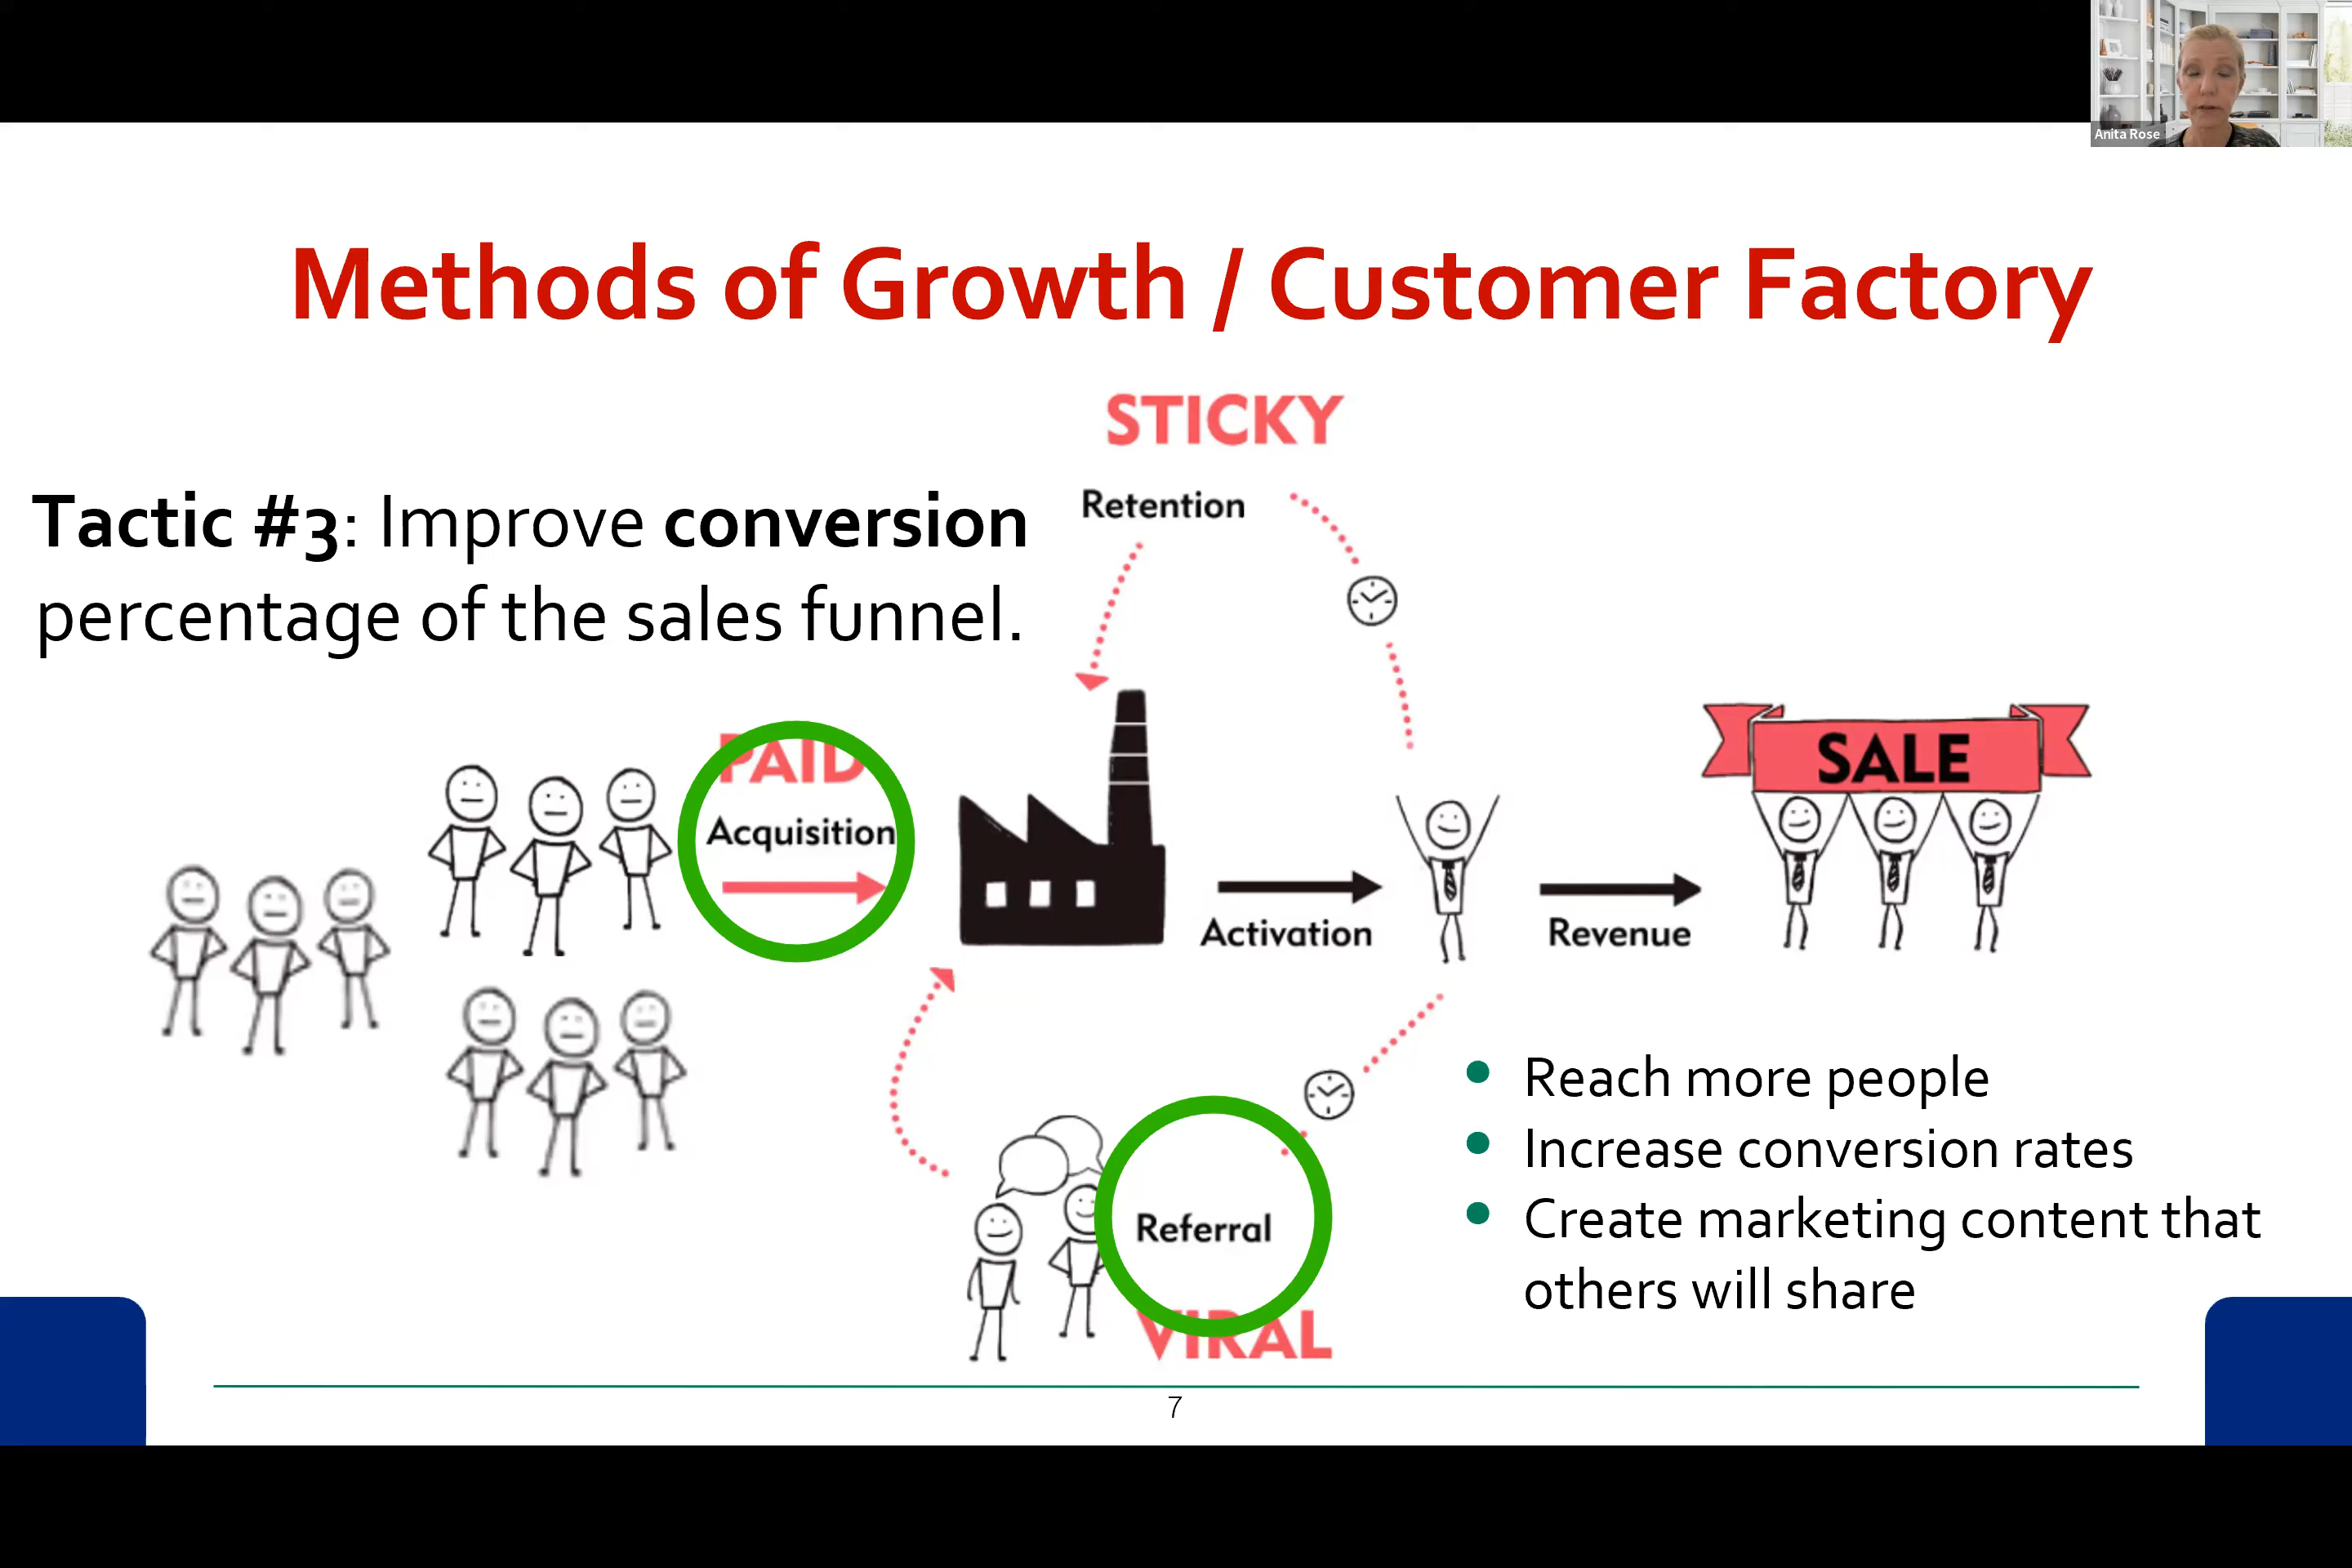 Anita Rose
Methods of Growth / Customer Factory
STICKY
Retention
Tactic #3: Improve conversion
percentage of the sales funnel.
PAID
Acquisition
SALE
Activation
Revenue
Referral
VIRAL
Reach more people
Increase conversion rates
Create marketing content that
others will share
7